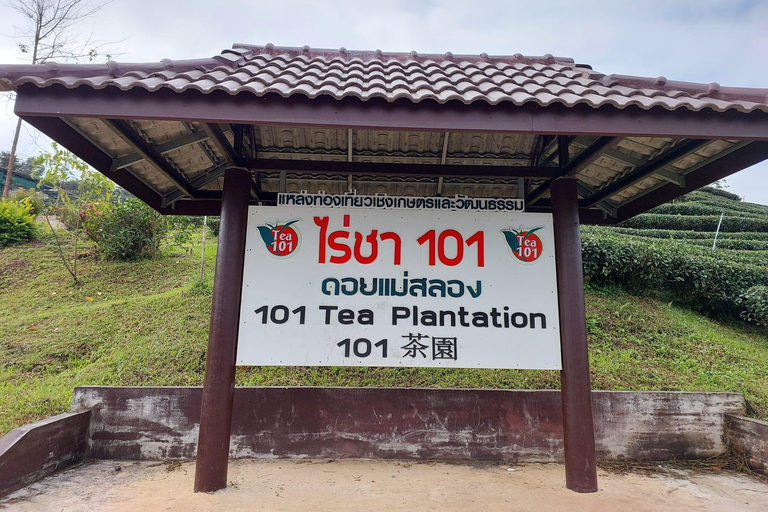 แหล่งท่องเที่ยวเชิงเกษตรและวัฒนธรรม
Tea 101 ไร่ชา 101 Tea 101
ดอยแม่สลอง
101 Tea Plantation
101 茶園